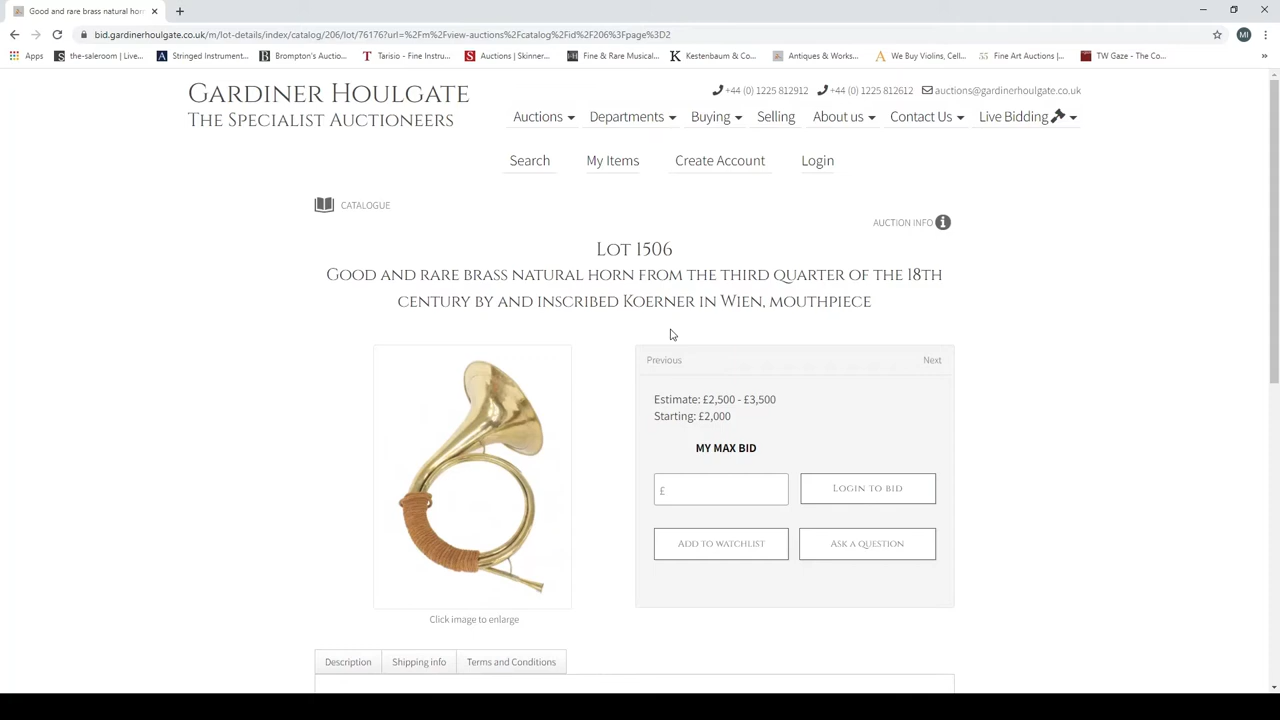 Good and rare brass natural horn
bid.gardinerhoulgate.co.uk/m/lot-details/index/catalog/206/lot/76176?url=%2Fm%2Fview-auctions%2Fcatalog%2Fid%2F206%3Fpage%3D2
MI
Apps the-saleroom | Live... Stringed Instrument... Brompton's Auction... Tarisio - Fine Instru... Auctions | Skinner... Fine & Rare Musical... Kestenbaum & Co... Antiques & Works... We Buy Violins, Cell... Fine Art Auctions |... TW Gaze - The Co...
Gardiner Houlgate
The Specialist Auctioneers
+44 (0) 1225 812912 +44 (0) 1225 812612 auctions@gardinerhoulgate.co.uk
Auctions Departments Buying Selling About us Contact Us Live Bidding
Search My Items Create Account Login
CATALOGUE
AUCTION INFO
Lot 1506
Good and rare brass natural horn from the third quarter of the 18th
century by and inscribed Koerner in Wien, mouthpiece
Previous Next
Estimate: £2,500 - £3,500
Starting: £2,000
MY MAX BID
£
Login to bid
Add to watchlist
Ask a question
Click image to enlarge
Description Shipping info Terms and Conditions